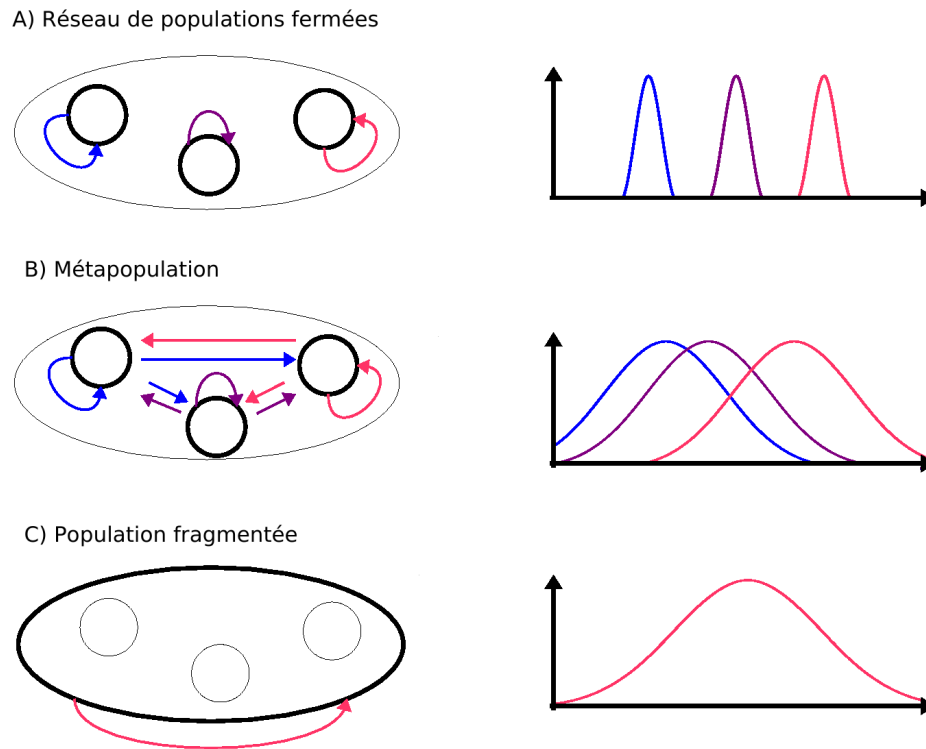 A) Réseau de populations fermées
B) Métapopulation
C) Population fragmentée